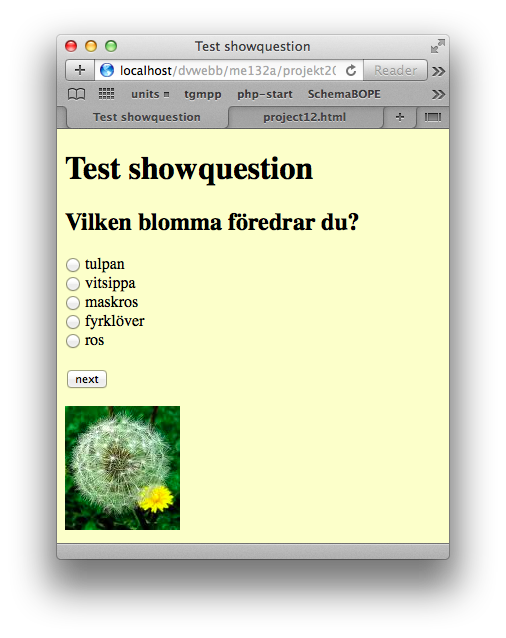 Test showquestion
localhost/dvwebb/me132a/projekt20
Reader
units
tgmpp
php-start
SchemaBOPE
Test showquestion
project12.html
Test showquestion
Vilken blomma föredrar du?
tulpan
vitsippa
maskros
fyrklöver
ros
next